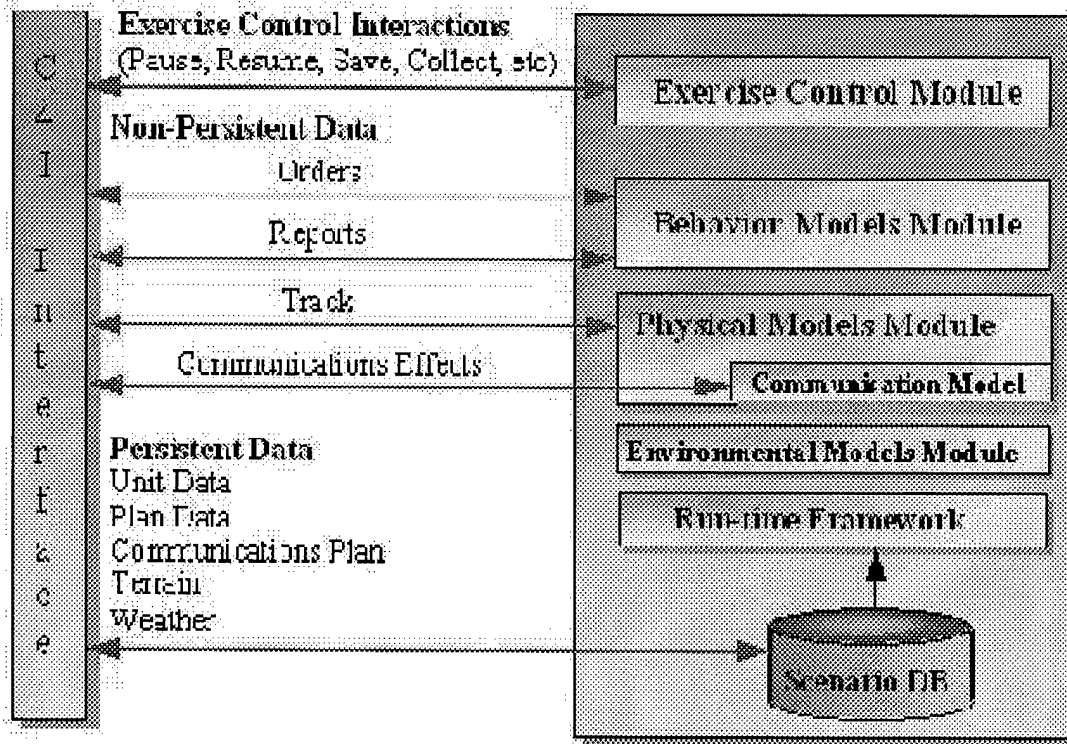 C4I Interface
Exercise Control Interactions
(Pause, Resume, Save, Collect, etc)
Non-Persistent Data
Orders
Reports
Track
Communications Effects
Persistent Data
Unit Data
Plan Data
Communications Plan
Terrain
Weather
Exercise Control Module
Behavior Models Module
Physical Models Module
Communication Model
Environmental Models Module
Run-time Framework
Scenario DB